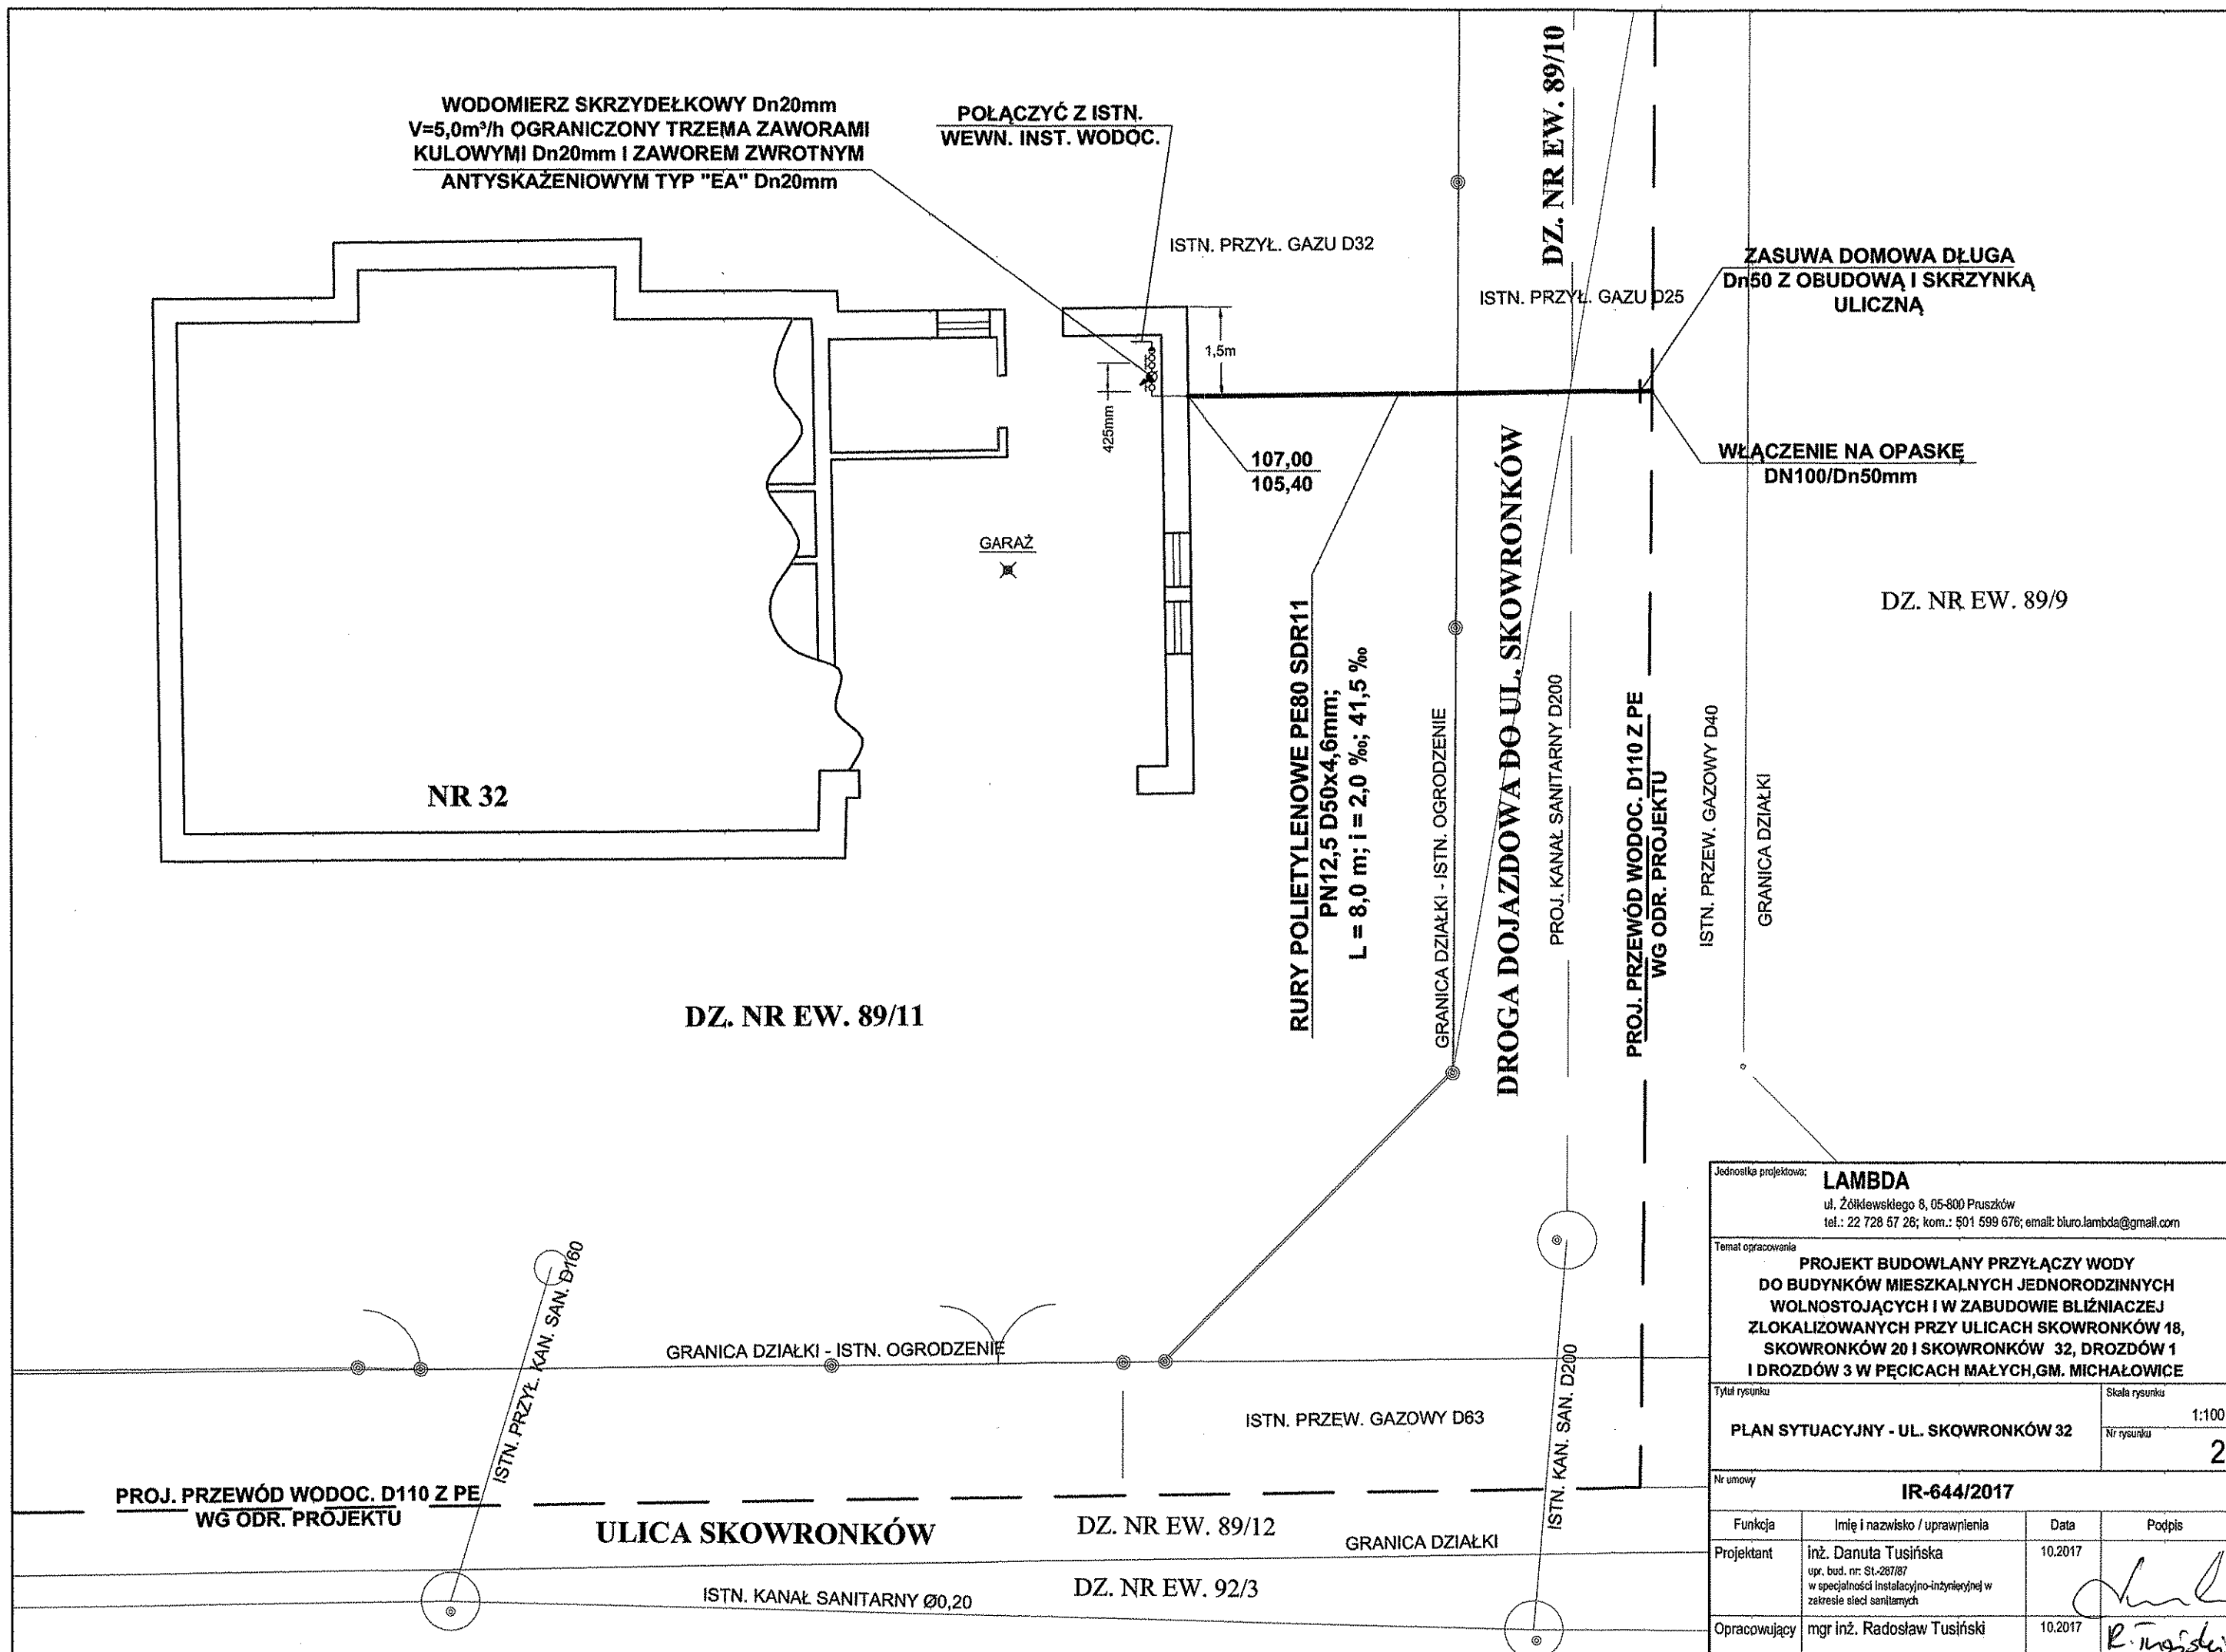 WODOMIERZ SKRZYDEŁKOWY Dn20mm
V=5,0m³/h OGRANICZONY TRZEMA ZAWORAMI
KULOWYMI Dn20mm I ZAWOREM ZWROTNYM
ANTYSKAŻENIOWYM TYP "EA" Dn20mm
POŁĄCZYĆ Z ISTN.
WEWN. INST. WODOC.
ISTN. PRZYŁ. GAZU D32
DZ. NR EW. 89/10
ISTN. PRZYŁ. GAZU D25
ZASUWA DOMOWA DŁUGA
Dn50 Z OBUDOWĄ I SKRZYNKĄ
ULICZNĄ
1,5m
425mm
107,00
105,40
WŁĄCZENIE NA OPASKĘ
DN100/Dn50mm
GARAŻ
DZ. NR EW. 89/9
RURY POLIETYLENOWE PE80 SDR11
PN12,5 D50x4,6mm;
L = 8,0 m; i = 2,0 ‰; 41,5 ‰
GRANICA DZIAŁKI - ISTN. OGRODZENIE
DROGA DOJAZDOWA DO UL. SKOWRONKÓW
PROJ. KANAŁ SANITARNY D200
PROJ. PRZEWÓD WODOC. D110 Z PE
WG ODR. PROJEKTU
ISTN. PRZEW. GAZOWY D40
GRANICA DZIAŁKI
NR 32
DZ. NR EW. 89/11
ISTN. PRZYŁ. KAN. SAN. D160
GRANICA DZIAŁKI - ISTN. OGRODZENIE
ISTN. PRZEW. GAZOWY D63
ISTN. KAN. SAN. D200
PROJ. PRZEWÓD WODOC. D110 Z PE
WG ODR. PROJEKTU
ULICA SKOWRONKÓW
DZ. NR EW. 89/12
GRANICA DZIAŁKI
ISTN. KANAŁ SANITARNY Ø0,20
DZ. NR EW. 92/3
Jednostka projektowa:
LAMBDA
ul. Żółkiewskiego 8, 05-800 Pruszków
tel.: 22 728 57 26; kom.: 501 599 676; email: biuro.lambda@gmail.com
Temat opracowania
PROJEKT BUDOWLANY PRZYŁĄCZY WODY
DO BUDYNKÓW MIESZKALNYCH JEDNORODZINNYCH
WOLNOSTOJĄCYCH I W ZABUDOWIE BLIŹNIACZEJ
ZLOKALIZOWANYCH PRZY ULICACH SKOWRONKÓW 18,
SKOWRONKÓW 20 I SKOWRONKÓW 32, DROZDÓW 1
I DROZDÓW 3 W PĘCICACH MAŁYCH,GM. MICHAŁOWICE
Tytuł rysunku
PLAN SYTUACYJNY - UL. SKOWRONKÓW 32
Skala rysunku
1:100
Nr rysunku
2
Nr umowy
IR-644/2017
Funkcja Imię i nazwisko / uprawnienia Data Podpis
Projektant inż. Danuta Tusińska 10.2017
upr. bud. nr: St.-287/87
w specjalności instalacyjno-inżynieryjnej w
zakresie sieci sanitarnych
Opracowujący mgr inż. Radosław Tusiński 10.2017